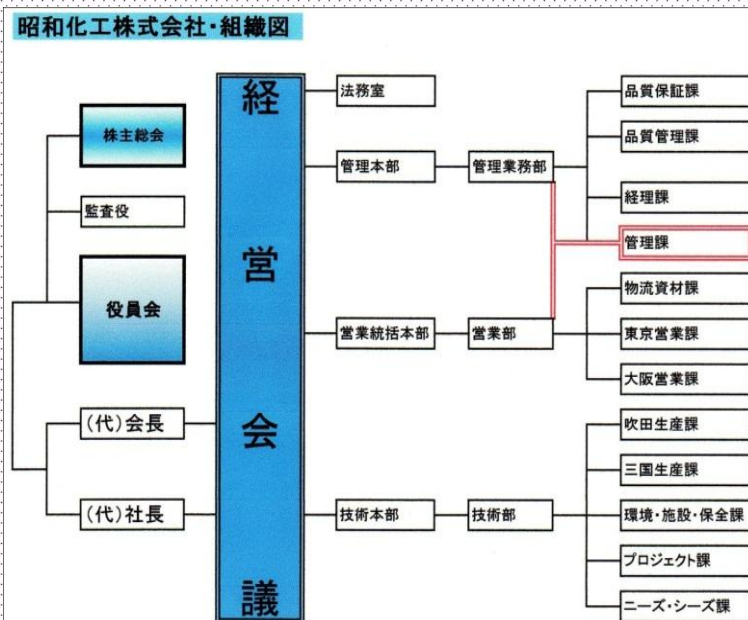 昭和化工株式会社・組織図
株主総会
監査役
役員会
(代)会長
(代)社長
経営会議
法務室
管理本部
管理業務部
営業統括本部
営業部
技術本部
技術部
品質保証課
品質管理課
経理課
管理課
物流資材課
東京営業課
大阪営業課
吹田生産課
三国生産課
環境・施設・保全課
プロジェクト課
ニーズ・シーズ課